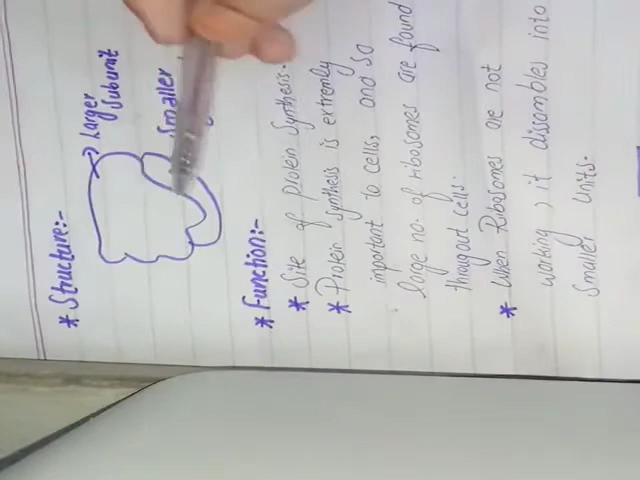 * Structure:-
Larger
Subunit
Smaller
* Function:-
* Site of Protein Synthesis.
* Protein Synthesis is extremly
important to cells, and so
large no. of ribosomes are found
througout cells.
* When Ribosomes are not
working, it disambles into
Smaller Units.